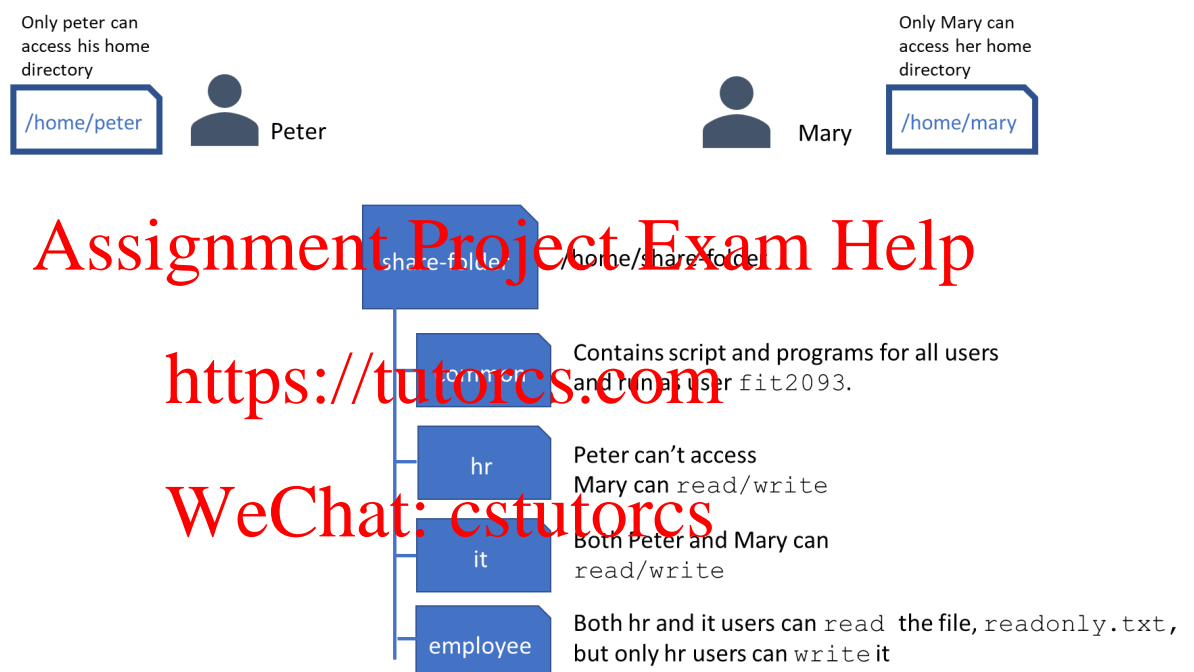 Only peter can
access his home
directory
/home/peter
Peter
Only Mary can
access her home
directory
/home/mary
Mary
Assignment Project Exam Help
share-folder
/home/share-folder
https://tutorcs.com
common
Contains script and programs for all users
and run as user fit2093.
hr
Peter can’t access
Mary can read/write
WeChat: cstutorcs
it
Both Peter and Mary can
read/write
employee
Both hr and it users can read the file, readonly.txt,
but only hr users can write it